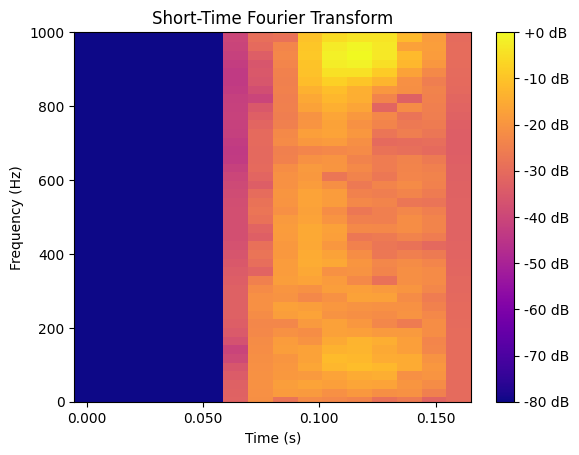 Short-Time Fourier Transform
Frequency (Hz)
1000
800
600
400
200
0
0.000
0.050
0.100
0.150
Time (s)
+0 dB
-10 dB
-20 dB
-30 dB
-40 dB
-50 dB
-60 dB
-70 dB
-80 dB